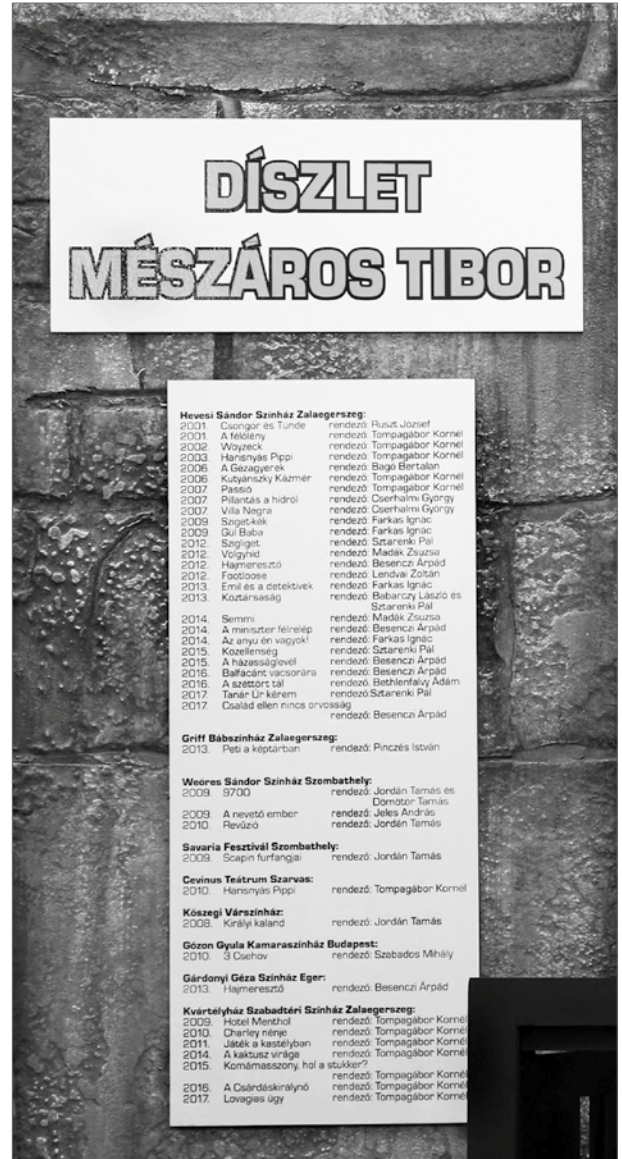 DÍSZLET
MÉSZÁROS TIBOR
Hevesi Sándor Színház Zalaegerszeg:
2001. Csongor és Tünde rendező: Ruszt József
2001. A félőlény rendező: Tompagábor Kornél
2002. Woyzeck rendező: Tompagábor Kornél
2003. Harisnyás Pippi rendező: Tompagábor Kornél
2006. A Gézagyerek rendező: Bagó Bertalan
2006. Kutyánszky Kázmér rendező: Tompagábor Kornél
2007. Passió rendező: Tompagábor Kornél
2007. Pillantás a hídról rendező: Cserhalmi György
2007. Villa Negra rendező: Cserhalmi György
2009. Sziget-kék rendező: Farkas Ignác
2009. Gül Baba rendező: Farkas Ignác
2012. Szigliget rendező: Sztarenki Pál
2012. Völgyhíd rendező: Madák Zsuzsa
2012. Hajmeresztő rendező: Besenczi Árpád
2012. Footloose rendező: Lendvai Zoltán
2013. Emil és a detektívek rendező: Farkas Ignác
2013. Köztársaság rendező: Babarczy László és
Sztarenki Pál
2014. Semmi rendező: Madák Zsuzsa
2014. A miniszter félrelép rendező: Besenczi Árpád
2014. Az anyu én vagyok! rendező: Farkas Ignác
2015. Közellenség rendező: Sztarenki Pál
2015. A házasságlevél rendező: Besenczi Árpád
2016. Balfácánt vacsorára rendező: Besenczi Árpád
2016. A széttört tál rendező: Bethlenfalvy Ádám
2017. Tanár Úr kérem rendező:Sztarenki Pál
2017. Család ellen nincs orvosság
rendező: Besenczi Árpád
Griff Bábszínház Zalaegerszeg:
2013. Peti a képtárban rendező: Pinczés István
Weöres Sándor Színház Szombathely:
2009. 9700 rendező: Jordán Tamás és
Dömötör Tamás
2009. A nevető ember rendező: Jeles András
2010. Revüzió rendező: Jordán Tamás
Savaria Fesztivál Szombathely:
2009. Scapin furfangjai rendező: Jordán Tamás
Cevinus Teátrum Szarvas:
2010. Harisnyás Pippi rendező: Tompagábor Kornél
Kőszegi Várszínház:
2008. Királyi kaland rendező: Jordán Tamás
Gózon Gyula Kamaraszínház Budapest:
2010. 3 Csehov rendező: Szabados Mihály
Gárdonyi Géza Színház Eger:
2013. Hajmeresztő rendező: Besenczi Árpád
Kvártélyház Szabadtéri Színház Zalaegerszeg:
2009. Hotel Menthol rendező: Tompagábor Kornél
2010. Charley nénje rendező: Tompagábor Kornél
2011. Játék a kastélyban rendező: Tompagábor Kornél
2014. A kaktusz virága rendező: Tompagábor Kornél
2015. Komámasszony, hol a stukker?
rendező: Tompagábor Kornél
2016. A Csárdáskirálynő rendező: Tompagábor Kornél
2017. Lovagias ügy rendező: Tompagábor Kornél